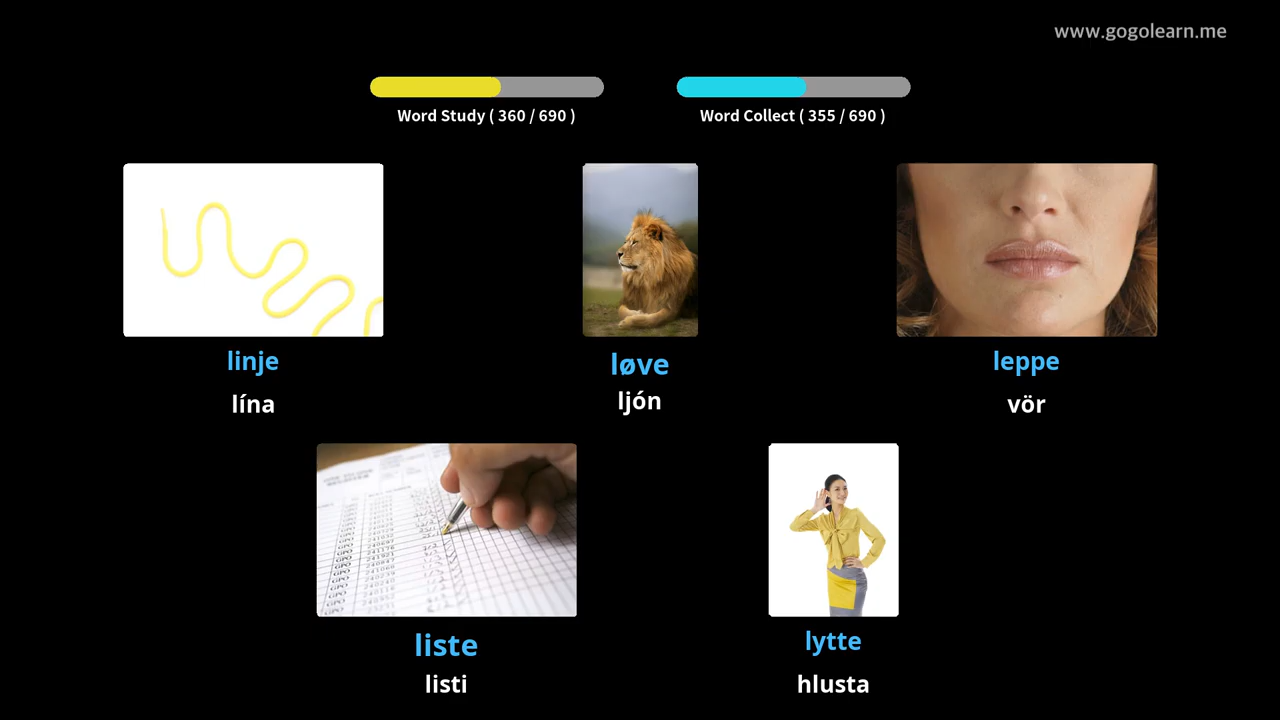 www.gogolearn.me
Word Study ( 360 / 690 )
Word Collect ( 355 / 690 )
linje
løve
leppe
lína
ljón
vör
liste
lytte
listi
hlusta